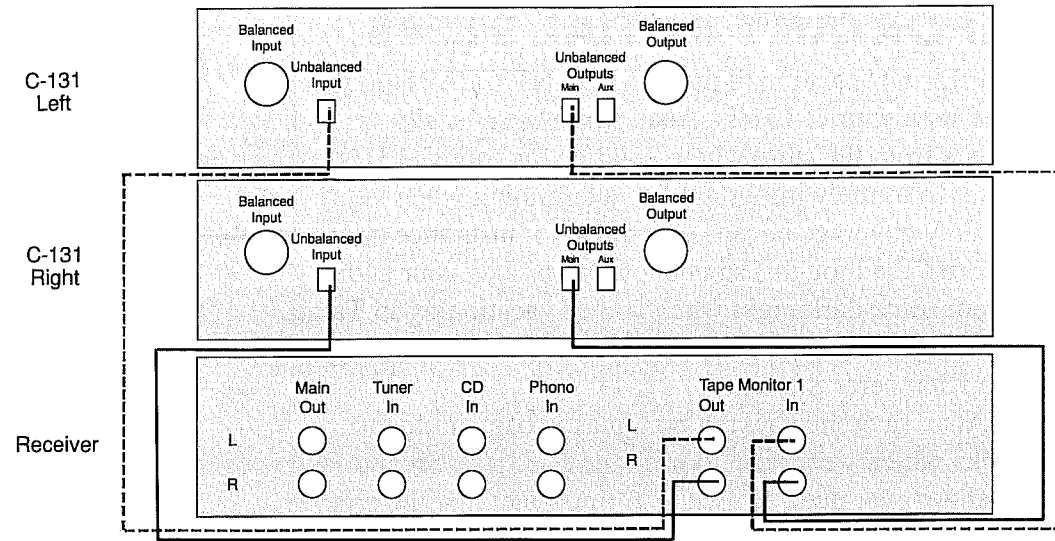 C-131
Left
Balanced
Input
Unbalanced
Input
Unbalanced
Outputs
Main Aux
Balanced
Output
C-131
Right
Balanced
Input
Unbalanced
Input
Unbalanced
Outputs
Main Aux
Balanced
Output
Receiver
Main
Out
Tuner
In
CD
In
Phono
In
Tape Monitor 1
Out In
L
R
L
R